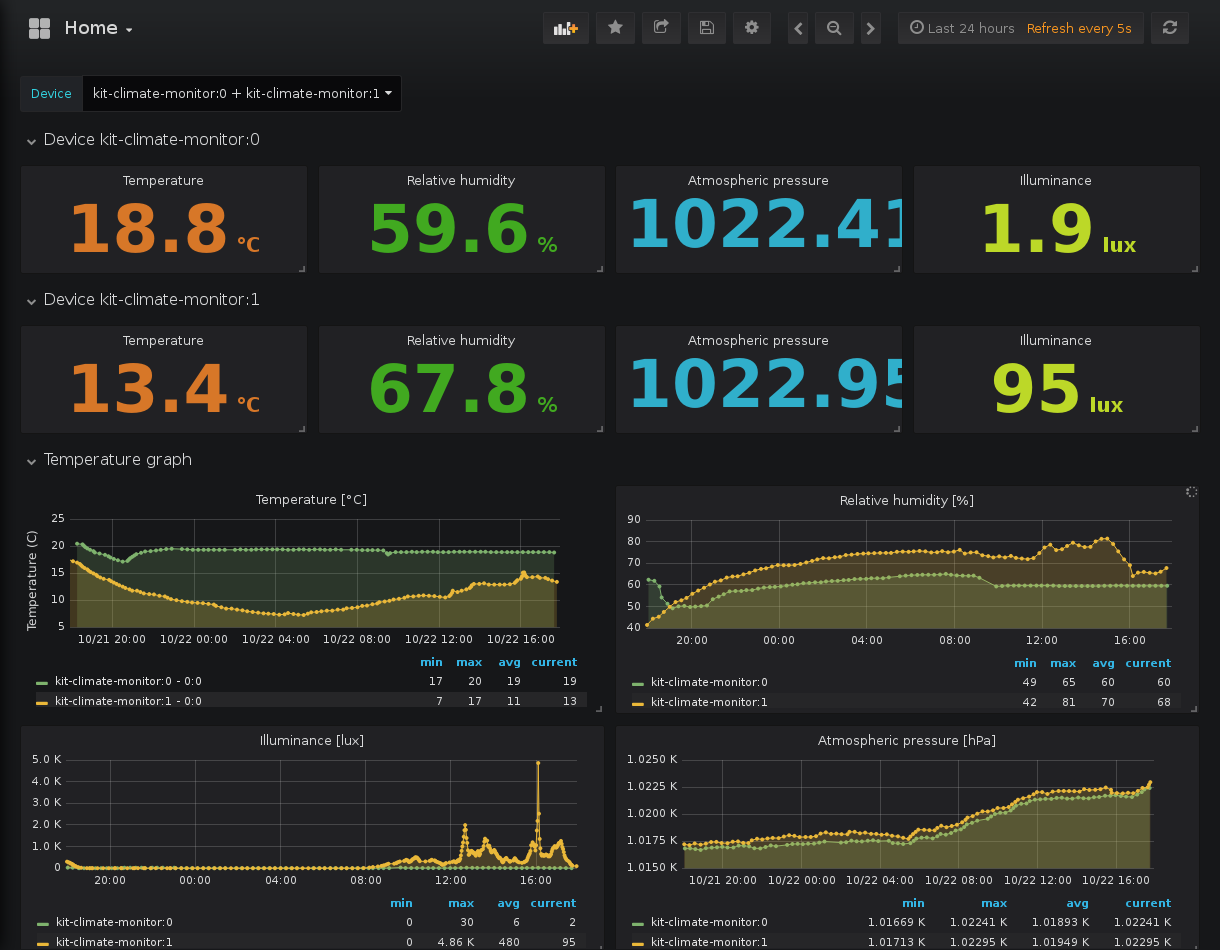 Home
Last 24 hours Refresh every 5s
Device kit-climate-monitor:0 + kit-climate-monitor:1
Device kit-climate-monitor:0
Temperature Relative humidity Atmospheric pressure Illuminance
18.8 °C 59.6 % 1022.41 1.9 lux
Device kit-climate-monitor:1
Temperature Relative humidity Atmospheric pressure Illuminance
13.4 °C 67.8 % 1022.95 95 lux
Temperature graph
Temperature [°C]
Temperature (C)
25
20
15
10
5
10/21 20:00 10/22 00:00 10/22 04:00 10/22 08:00 10/22 12:00 10/22 16:00
min max avg current
kit-climate-monitor:0 - 0:0 17 20 19 19
kit-climate-monitor:1 - 0:0 7 17 11 13
Relative humidity [%]
90
80
70
60
50
40
20:00 00:00 04:00 08:00 12:00 16:00
min max avg current
kit-climate-monitor:0 49 65 60 60
kit-climate-monitor:1 42 81 70 68
Illuminance [lux]
5.0 K
4.0 K
3.0 K
2.0 K
1.0 K
0
20:00 00:00 04:00 08:00 12:00 16:00
min max avg current
kit-climate-monitor:0 0 30 6 2
kit-climate-monitor:1 0 4.86 K 480 95
Atmospheric pressure [hPa]
1.0250 K
1.0225 K
1.0200 K
1.0175 K
1.0150 K
10/21 20:00 10/22 00:00 10/22 04:00 10/22 08:00 10/22 12:00 10/22 16:00
min max avg current
kit-climate-monitor:0 1.01669 K 1.02241 K 1.01893 K 1.02241 K
kit-climate-monitor:1 1.01713 K 1.02295 K 1.01949 K 1.02295 K